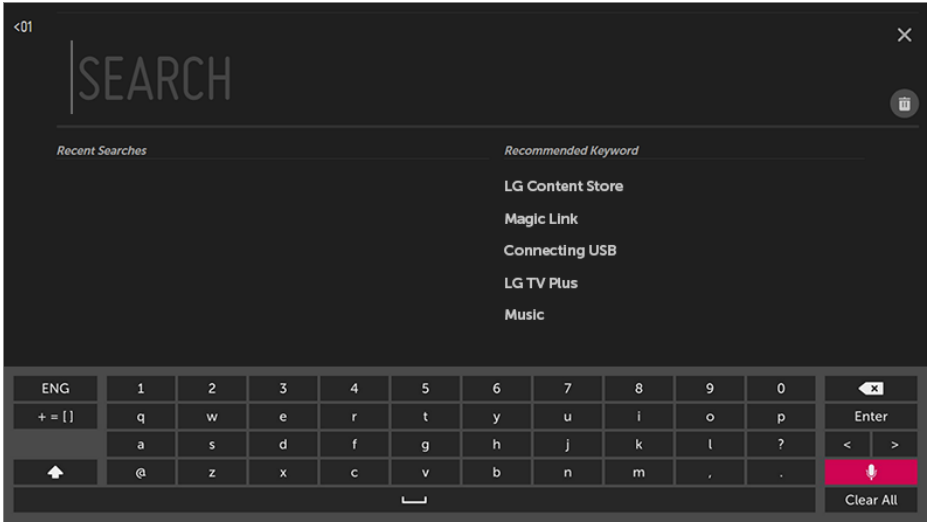 <01
SEARCH
Recent Searches
Recommended Keyword
LG Content Store
Magic Link
Connecting USB
LG TV Plus
Music
ENG 1 2 3 4 5 6 7 8 9 0
+ = [ ] q w e r t y u i o p Enter
a s d f g h j k l ? < >
@ z x c v b n m , .
Clear All